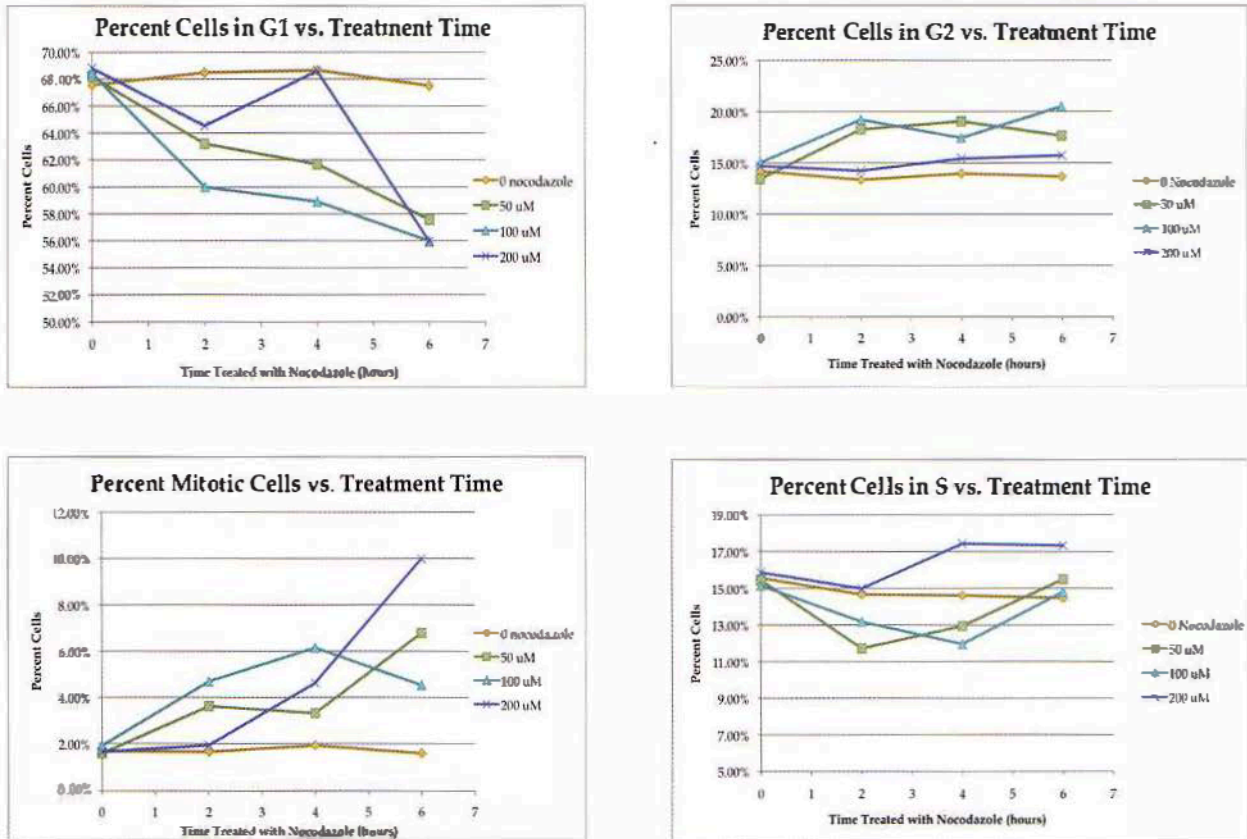 Percent Cells in G1 vs. Treatment Time
70.00%
68.00%
66.00%
64.00%
62.00%
60.00%
58.00%
56.00%
54.00%
52.00%
50.00%
Percent Cells
0 1 2 3 4 5 6 7
Time Treated with Nocodazole (hours)
0 nocodazole
50 uM
100 uM
200 uM
Percent Cells in G2 vs. Treatment Time
25.00%
20.00%
15.00%
10.00%
5.00%
0.00%
Percent Cells
0 1 2 3 4 5 6 7
Time Treated with Nocodazole (hours)
0 Nocodazole
50 uM
100 uM
200 uM
Percent Mitotic Cells vs. Treatment Time
12.00%
10.00%
8.00%
6.00%
4.00%
2.00%
0.00%
Percent Cells
0 1 2 3 4 5 6 7
Time Treated with Nocodazole (hours)
0 nocodazole
50 uM
100 uM
200 uM
Percent Cells in S vs. Treatment Time
19.00%
17.00%
15.00%
13.00%
11.00%
9.00%
7.00%
5.00%
Percent Cells
0 1 2 3 4 5 6 7
Time Treated with Nocodazole (hours)
0 Nocodazole
50 uM
100 uM
200 uM